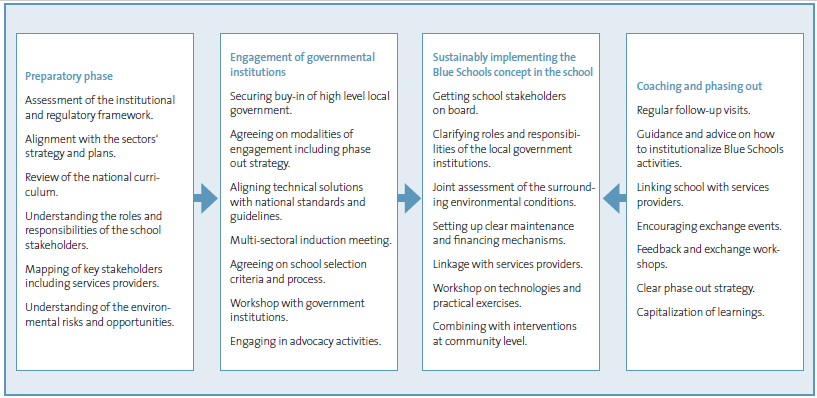 Preparatory phase
Assessment of the institutional
and regulatory framework.
Alignment with the sectors'
strategy and plans.
Review of the national curri-
culum.
Understanding the roles and
responsibilities of the school
stakeholders.
Mapping of key stakeholders
including services providers.
Understanding of the environ-
mental risks and opportunities.
Engagement of governmental
institutions
Securing buy-in of high level local
government.
Agreeing on modalities of
engagement including phase
out strategy.
Aligning technical solutions
with national standards and
guidelines.
Multi-sectoral induction meeting.
Agreeing on school selection
criteria and process.
Workshop with government
institutions.
Engaging in advocacy activities.
Sustainably implementing the
Blue Schools concept in the school
Getting school stakeholders
on board.
Clarifying roles and responsibi-
lities of the local government
institutions.
Joint assessment of the surround-
ing environmental conditions.
Setting up clear maintenance
and financing mechanisms.
Linkage with services providers.
Workshop on technologies and
practical exercises.
Combining with interventions
at community level.
Coaching and phasing out
Regular follow-up visits.
Guidance and advice on how
to institutionalize Blue Schools
activities.
Linking school with services
providers.
Encouraging exchange events.
Feedback and exchange work-
shops.
Clear phase out strategy.
Capitalization of learnings.